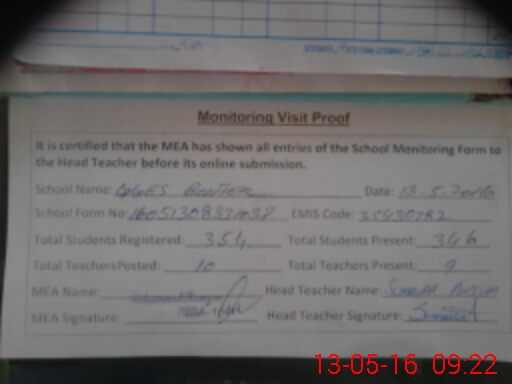 Monitoring Visit Proof
It is certified that the MEA has shown all entries of the School Monitoring Form to
the Head Teacher before its online submission.
School Name: GGES Date: 13.5.2016
School Form No: EMIS Code: 35430782
Total Students Registered: 354 Total Students Present: 346
Total TeachersPosted: 10 Total Teachers Present: 9
MEA Name: Head Teacher Name:
MEA Signature: Head Teacher Signature:
13-05-16 09:22